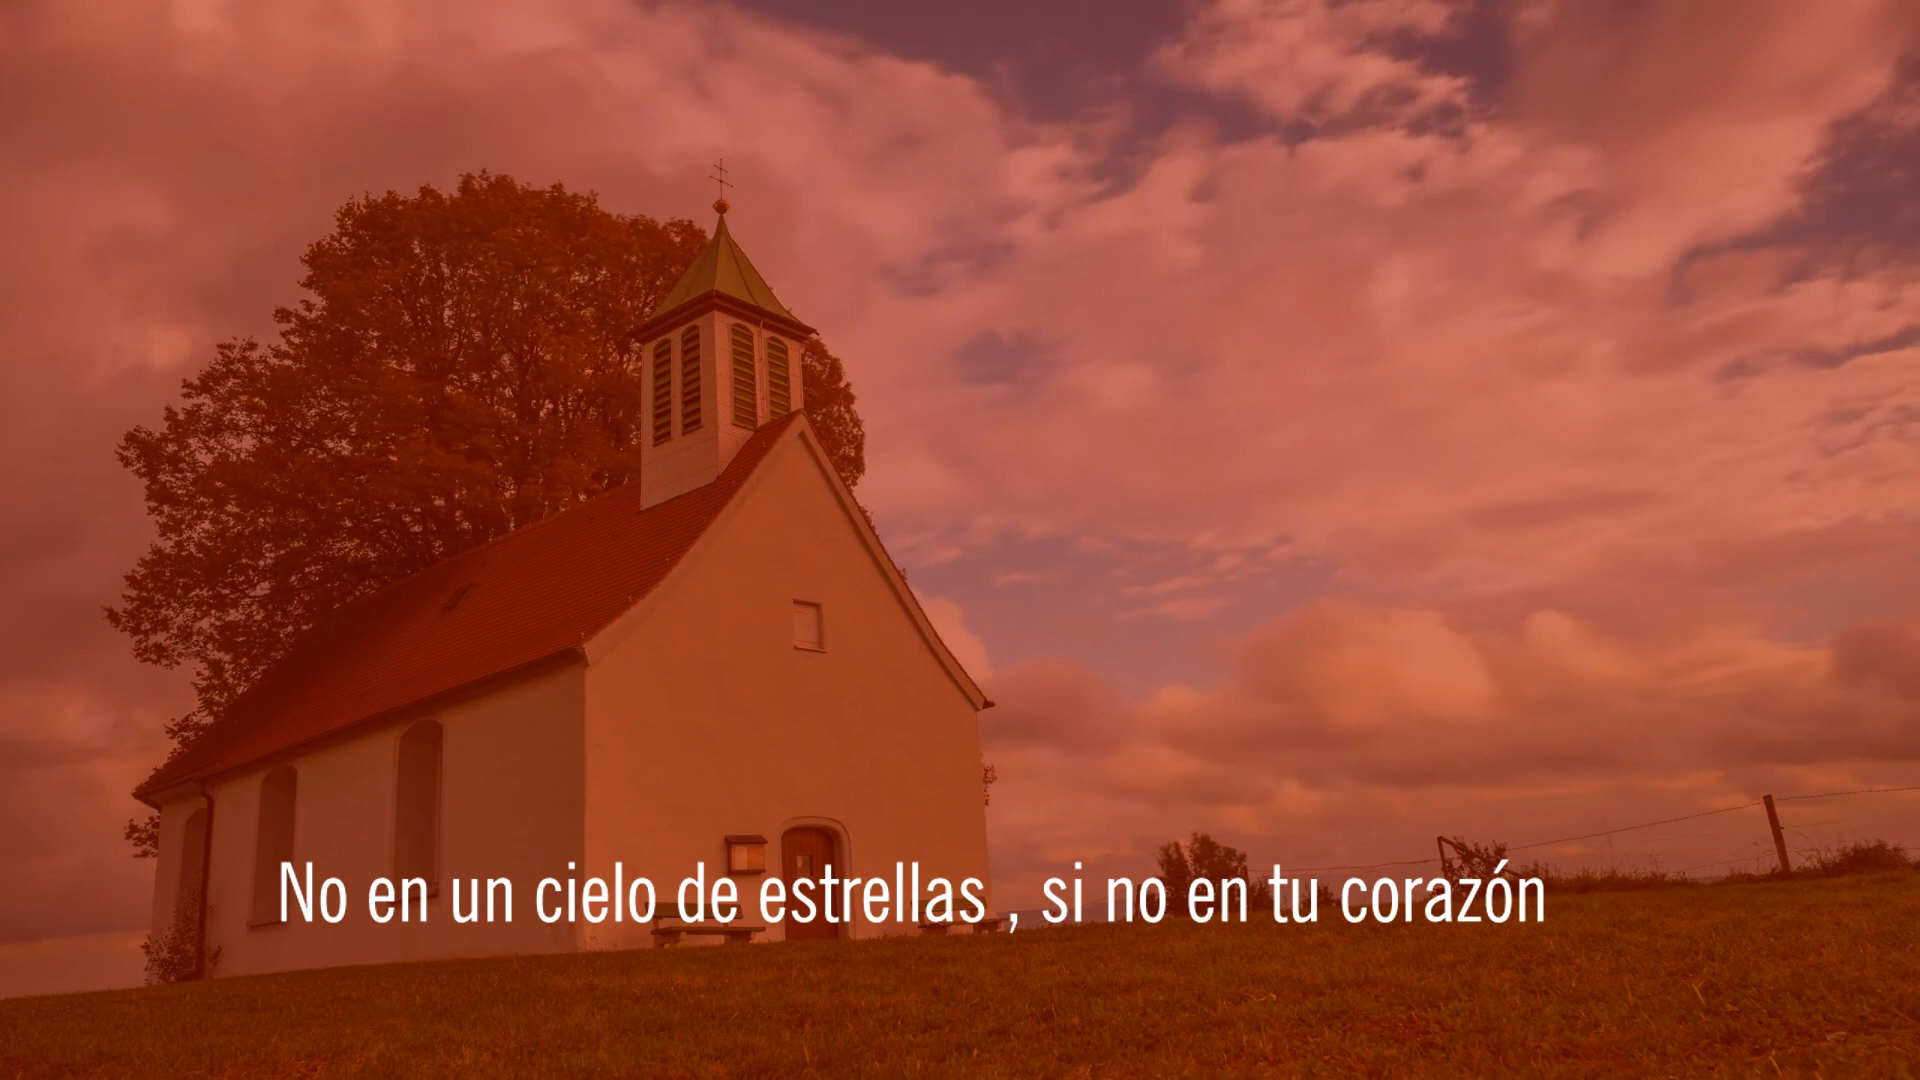 No en un cielo de estrellas , si no en tu corazón